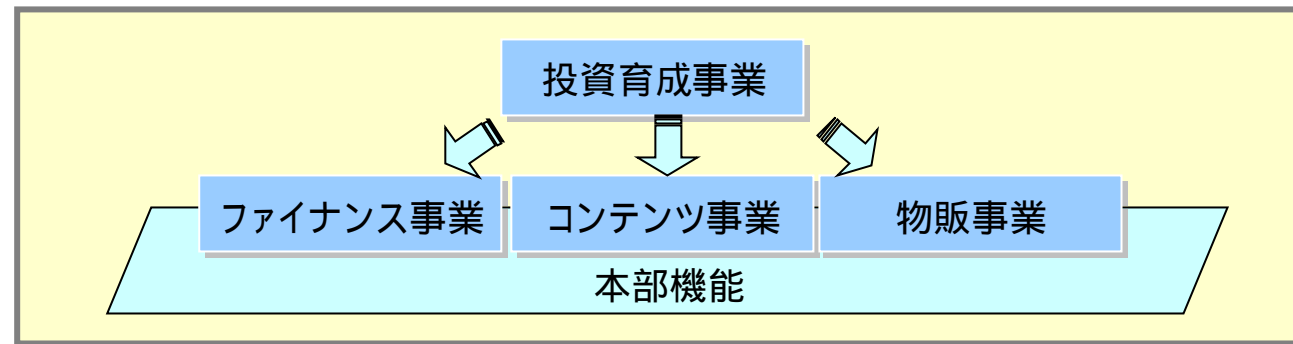 投資育成事業
ファイナンス事業
コンテンツ事業
物販事業
本部機能